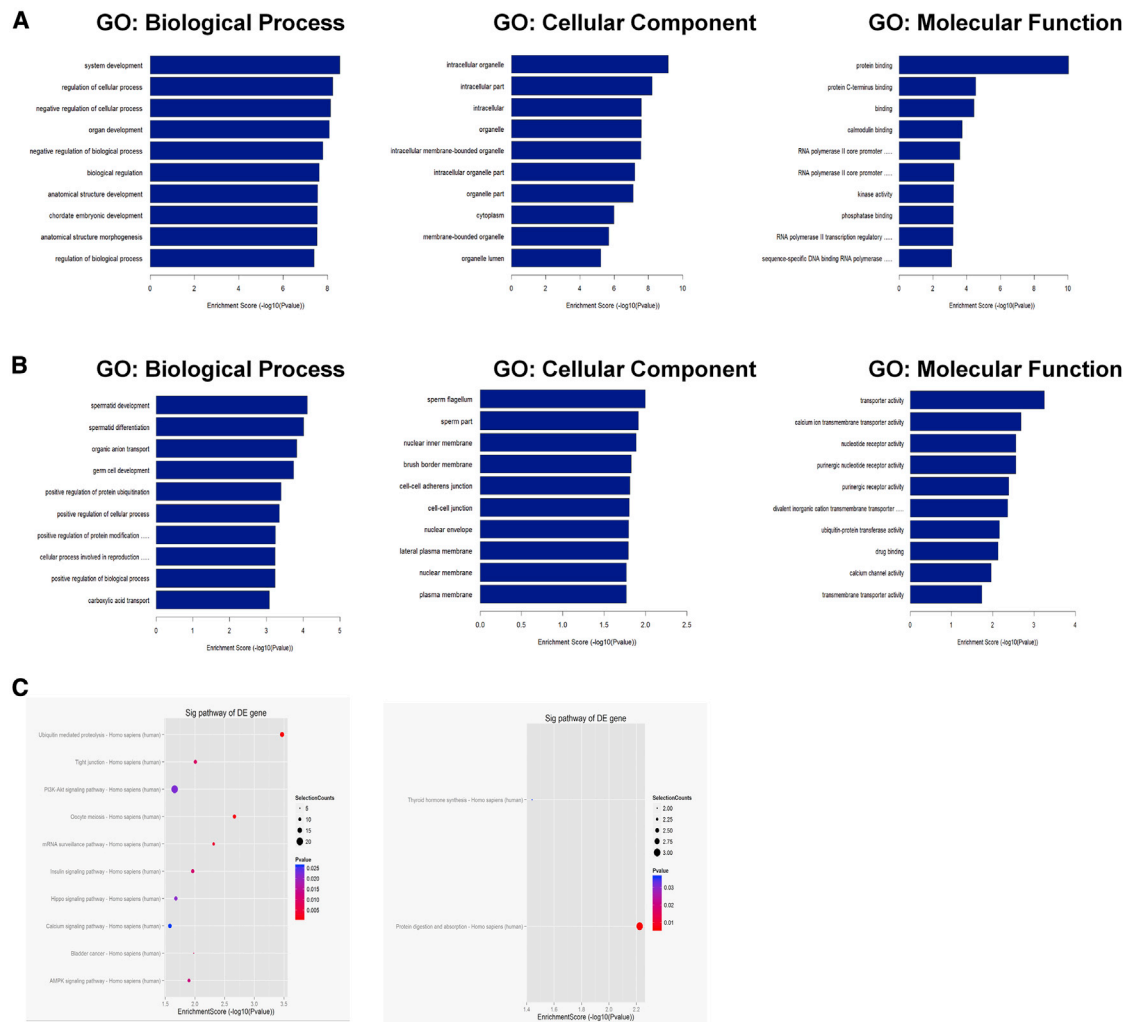 A
GO: Biological Process
GO: Cellular Component
GO: Molecular Function
system development
regulation of cellular process
negative regulation of cellular process
organ development
negative regulation of biological process
biological regulation
anatomical structure development
chordate embryonic development
anatomical structure morphogenesis
regulation of biological process
0 2 4 6 8
Enrichment Score (-log10(Pvalue))
intracellular organelle
intracellular part
intracellular
organelle
intracellular membrane-bounded organelle
intracellular organelle part
organelle part
cytoplasm
membrane-bounded organelle
organelle lumen
0 2 4 6 8 10
Enrichment Score (-log10(Pvalue))
protein binding
protein C-terminus binding
binding
calmodulin binding
RNA polymerase II core promoter .....
RNA polymerase II core promoter .....
kinase activity
phosphatase binding
RNA polymerase II transcription regulatory .....
sequence-specific DNA binding RNA polymerase .....
0 2 4 6 8 10
Enrichment Score (-log10(Pvalue))
B
GO: Biological Process
GO: Cellular Component
GO: Molecular Function
spermatid development
spermatid differentiation
organic anion transport
germ cell development
positive regulation of protein ubiquitination
positive regulation of cellular process
positive regulation of protein modification .....
cellular process involved in reproduction .....
positive regulation of biological process
carboxylic acid transport
0 1 2 3 4 5
Enrichment Score (-log10(Pvalue))
sperm flagellum
sperm part
nuclear inner membrane
brush border membrane
cell-cell adherens junction
cell-cell junction
nuclear envelope
lateral plasma membrane
nuclear membrane
plasma membrane
0.0 0.5 1.0 1.5 2.0 2.5
Enrichment Score (-log10(Pvalue))
transporter activity
calcium ion transmembrane transporter activity
nucleotide receptor activity
purinergic nucleotide receptor activity
purinergic receptor activity
divalent inorganic cation transmembrane transporter .....
ubiquitin-protein transferase activity
drug binding
calcium channel activity
transmembrane transporter activity
0 1 2 3 4
Enrichment Score (-log10(Pvalue))
C
Sig pathway of DE gene
Ubiquitin mediated proteolysis - Homo sapiens (human)
Tight junction - Homo sapiens (human)
PI3K-Akt signaling pathway - Homo sapiens (human)
Oocyte meiosis - Homo sapiens (human)
mRNA surveillance pathway - Homo sapiens (human)
Insulin signaling pathway - Homo sapiens (human)
Hippo signaling pathway - Homo sapiens (human)
Calcium signaling pathway - Homo sapiens (human)
Bladder cancer - Homo sapiens (human)
AMPK signaling pathway - Homo sapiens (human)
1.5 2.0 2.5 3.0 3.5
EnrichmentScore (-log10(Pvalue))
SelectionCounts
5
10
15
20
Pvalue
0.025
0.020
0.015
0.010
0.005
Sig pathway of DE gene
Thyroid hormone synthesis - Homo sapiens (human)
Protein digestion and absorption - Homo sapiens (human)
1.4 1.6 1.8 2.0 2.2
EnrichmentScore (-log10(Pvalue))
SelectionCounts
2.00
2.25
2.50
2.75
3.00
Pvalue
0.03
0.02
0.01